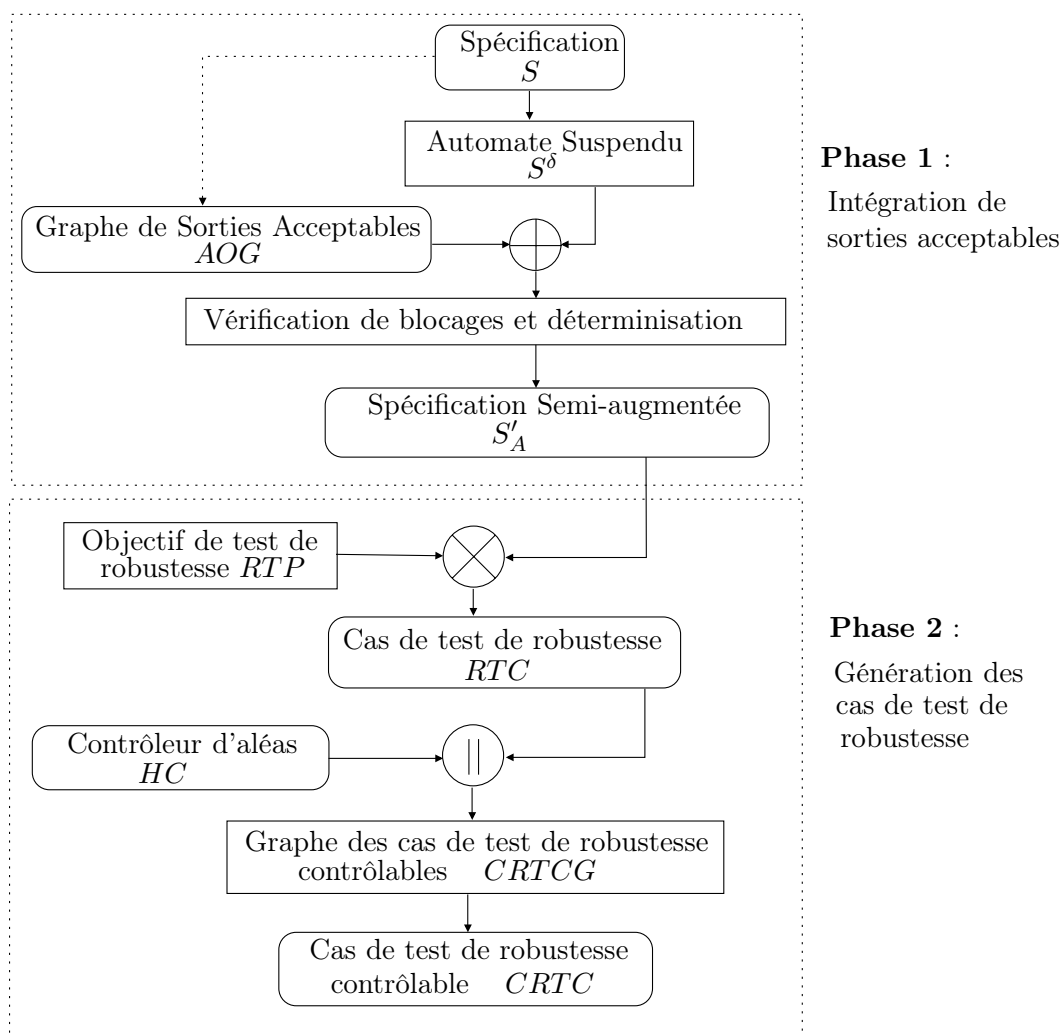 Spécification
S
Automate Suspendu
S^δ
Graphe de Sorties Acceptables
AOG
Vérification de blocages et déterminisation
Spécification Semi-augmentée
S′_A
Phase 1 :
Intégration de
sorties acceptables
Objectif de test de
robustesse RTP
Cas de test de robustesse
RTC
Contrôleur d'aléas
HC
||
Graphe des cas de test de robustesse
contrôlables CRTCG
Cas de test de robustesse
contrôlable CRTC
Phase 2 :
Génération des
cas de test de
robustesse